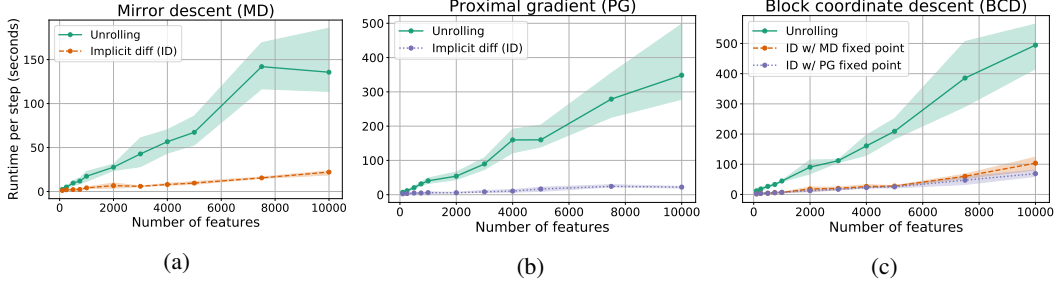 Mirror descent (MD)
Runtime per step (seconds)
150
100
50
0
Unrolling
Implicit diff (ID)
0
2000
4000
6000
8000
10000
Number of features
(a)
Proximal gradient (PG)
500
400
300
200
100
0
Unrolling
Implicit diff (ID)
0
2000
4000
6000
8000
10000
Number of features
(b)
Block coordinate descent (BCD)
500
400
300
200
100
0
Unrolling
ID w/ MD fixed point
ID w/ PG fixed point
0
2000
4000
6000
8000
10000
Number of features
(c)